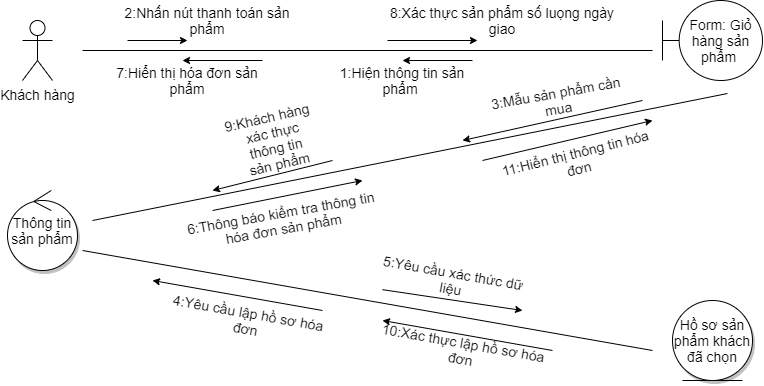 2:Nhấn nút thanh toán sản
phẩm
8:Xác thực sản phẩm số luọng ngày
giao
Form: Giỏ
hàng sản
phẩm
7:Hiển thị hóa đơn sản
phẩm
1:Hiện thông tin sản
phẩm
Khách hàng
3:Mẫu sản phẩm cần
mua
9:Khách hàng
xác thực
thông tin
sản phẩm
11:Hiển thị thông tin hóa
đơn
6:Thông báo kiểm tra thông tin
hóa đơn sản phẩm
Thông tin
sản phẩm
5:Yêu cầu xác thức dữ
liệu
4:Yêu cầu lập hồ sơ hóa
đơn
10:Xác thực lập hồ sơ hóa
đơn
Hồ sơ sản
phẩm khách
đã chọn